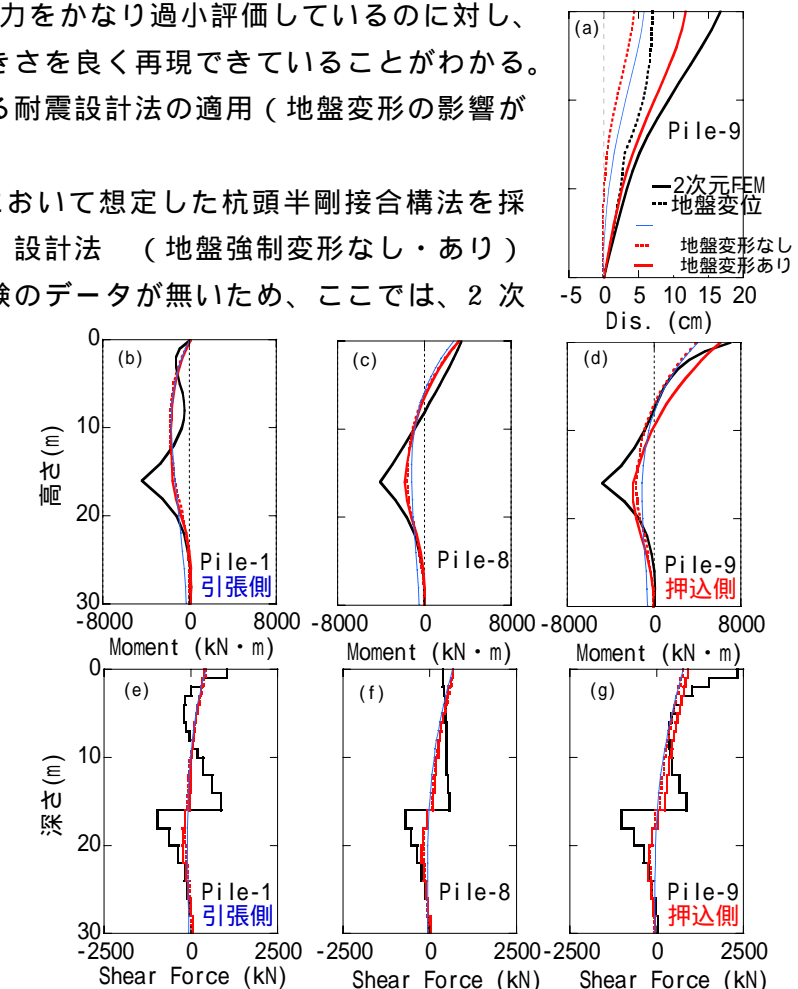 力をかなり過小評価しているのに対し、
きさを良く再現できていることがわかる。
る耐震設計法の適用(地盤変形の影響が
において想定した杭頭半剛接合構法を採
設計法 (地盤強制変形なし・あり)
験のデータが無いため、ここでは、2 次
(a)
Pile-9
2次元FEM
地盤変位
地盤変形なし
地盤変形あり
-5 0 5 10 15 20
Dis. (cm)
0
10
20
30
高さ(m)
(b)
Pile-1
引張側
-8000 0 8000
Moment (kN・m)
(c)
Pile-8
-8000 0 8000
Moment (kN・m)
(d)
Pile-9
押込側
-8000 0 8000
Moment (kN・m)
0
10
20
30
深さ(m)
(e)
Pile-1
引張側
-2500 0 2500
Shear Force (kN)
(f)
Pile-8
-2500 0 2500
Shear Force (kN)
(g)
Pile-9
押込側
-2500 0 2500
Shear Force (kN)